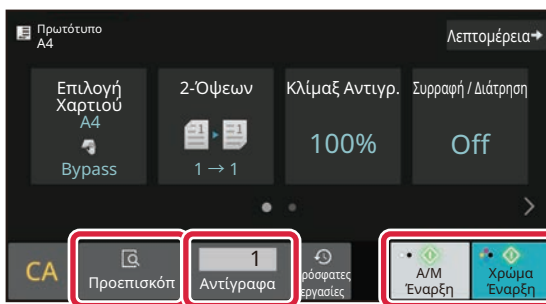 Πρωτότυπο
A4
Λεπτομέρεια
Επιλογή
Χαρτιού
A4
Bypass
2-Όψεων
1 → 1
Κλίμαξ Αντιγρ.
100%
Συρραφή / Διάτρηση
Off
CA
Προεπισκόπ
1
Αντίγραφα
ρόσφατες
εργασίες
Α/Μ
Έναρξη
Χρώμα
Έναρξη